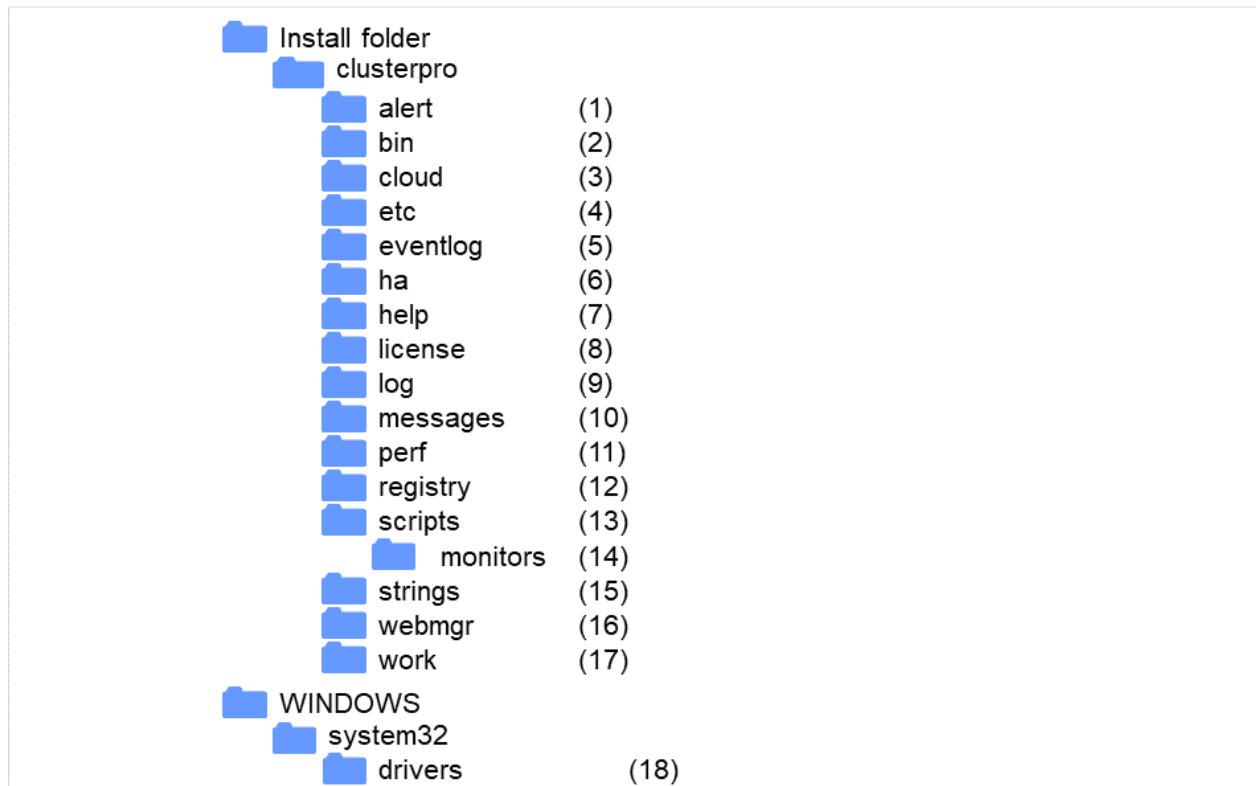 Install folder
clusterpro
alert (1)
bin (2)
cloud (3)
etc (4)
eventlog (5)
ha (6)
help (7)
license (8)
log (9)
messages (10)
perf (11)
registry (12)
scripts (13)
monitors (14)
strings (15)
webmgr (16)
work (17)
WINDOWS
system32
drivers (18)